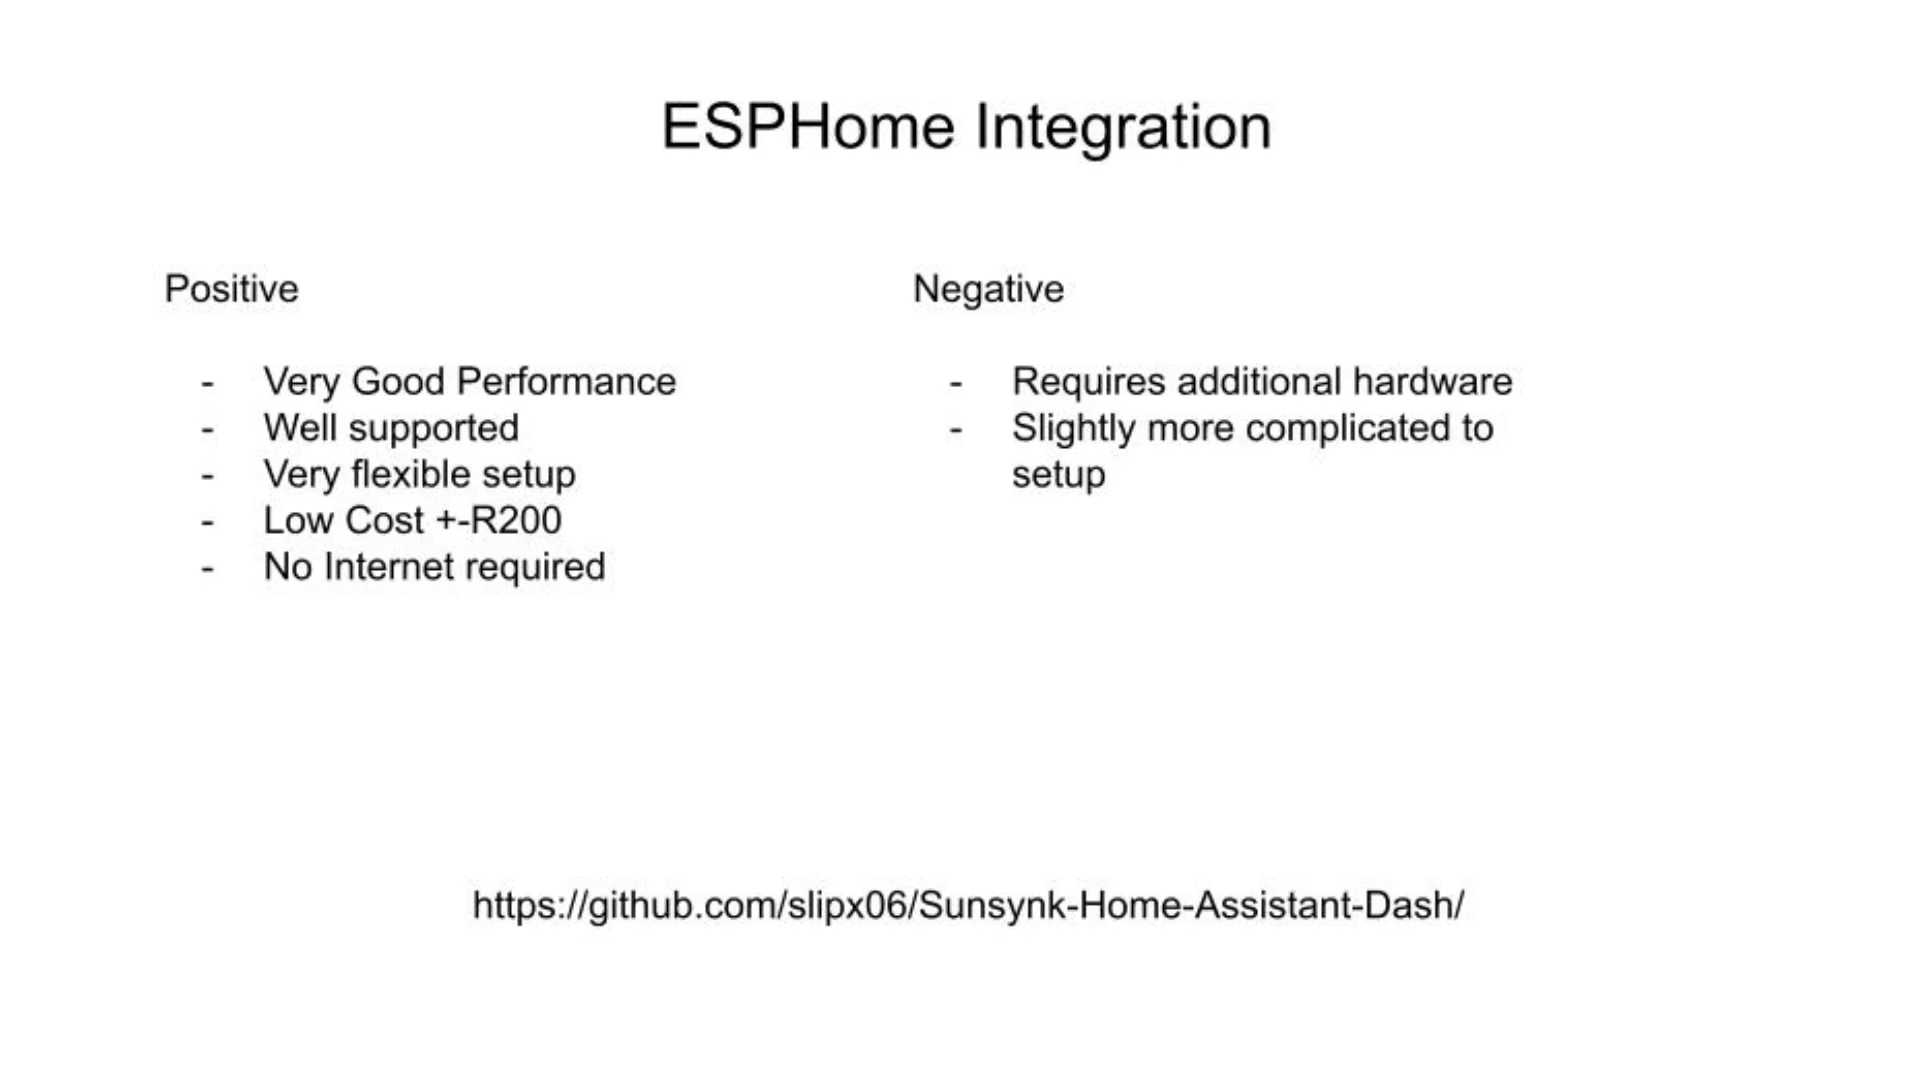 ESPHome Integration
Positive
- Very Good Performance
- Well supported
- Very flexible setup
- Low Cost +-R200
- No Internet required
Negative
- Requires additional hardware
- Slightly more complicated to
setup
https://github.com/slipx06/Sunsynk-Home-Assistant-Dash/